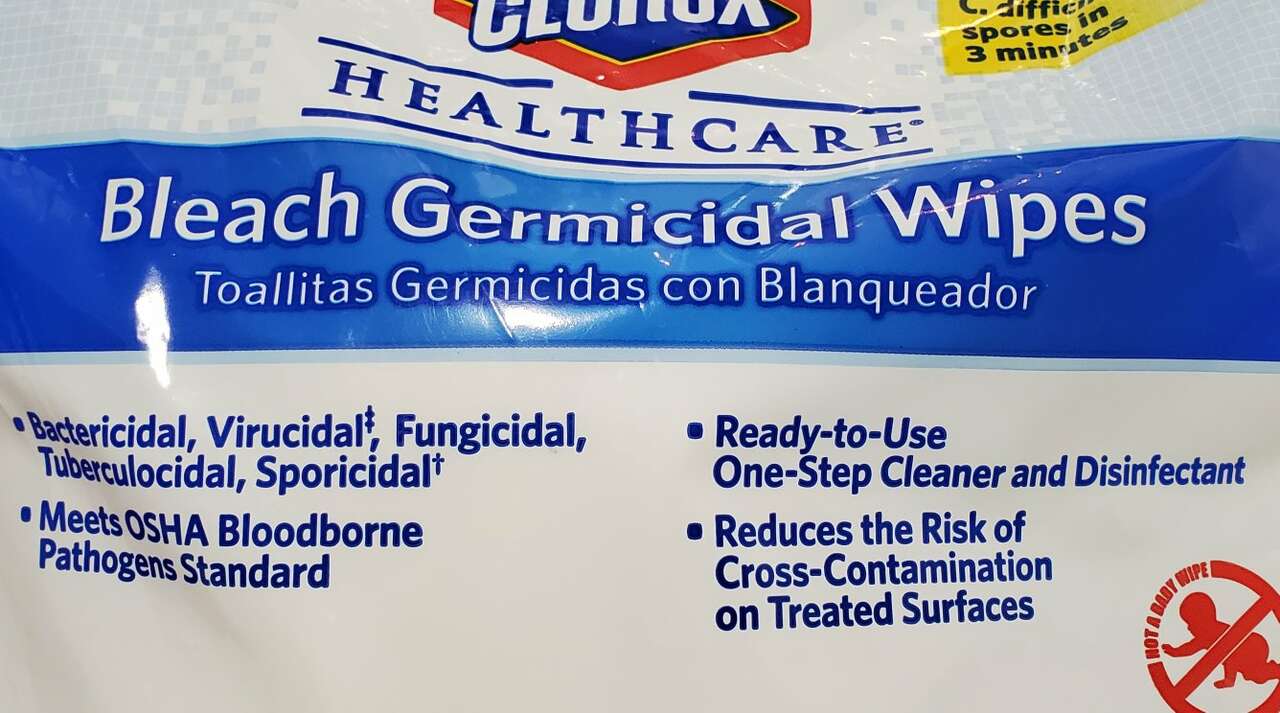 CLOROX
C. difficile
spores in
3 minutes
HEALTHCARE®
Bleach Germicidal Wipes
Toallitas Germicidas con Blanqueador
• Bactericidal, Virucidal‡, Fungicidal,
Tuberculocidal, Sporicidal†
• Meets OSHA Bloodborne
Pathogens Standard
• Ready-to-Use
One-Step Cleaner and Disinfectant
• Reduces the Risk of
Cross-Contamination
on Treated Surfaces
NOT A BABY WIPE